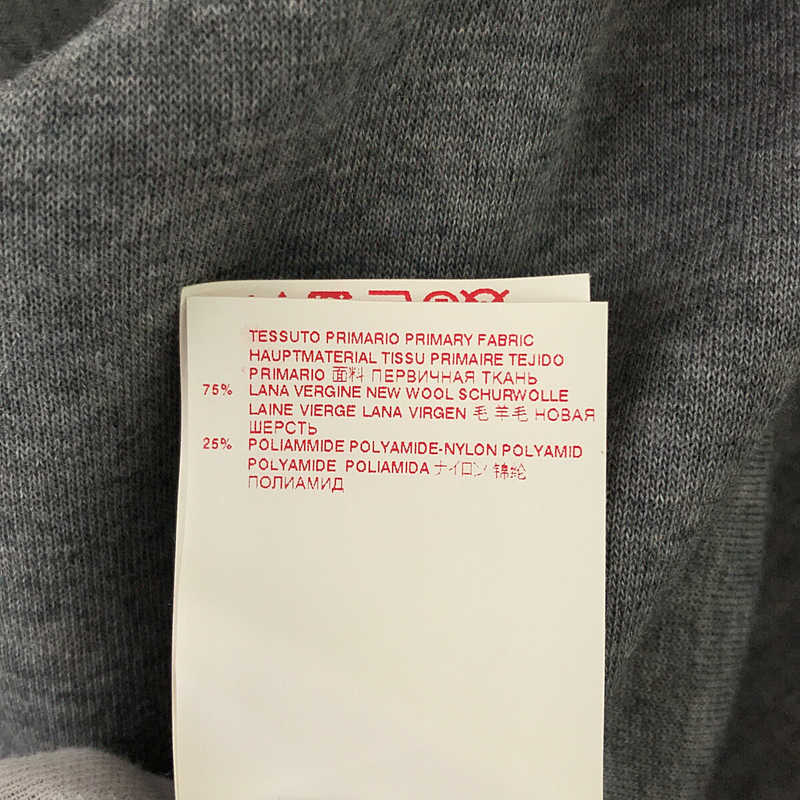 TESSUTO PRIMARIO PRIMARY FABRIC
HAUPTMATERIAL TISSU PRIMAIRE TEJIDO
PRIMARIO 面料 ПЕРВИЧНАЯ ТКАНЬ
75% LANA VERGINE NEW WOOL SCHURWOLLE
LAINE VIERGE LANA VIRGEN 毛 羊毛 НОВАЯ
ШЕРСТЬ
25% POLIAMMIDE POLYAMIDE-NYLON POLYAMID
POLYAMIDE POLIAMIDA ナイロン 锦纶
ПОЛИАМИД